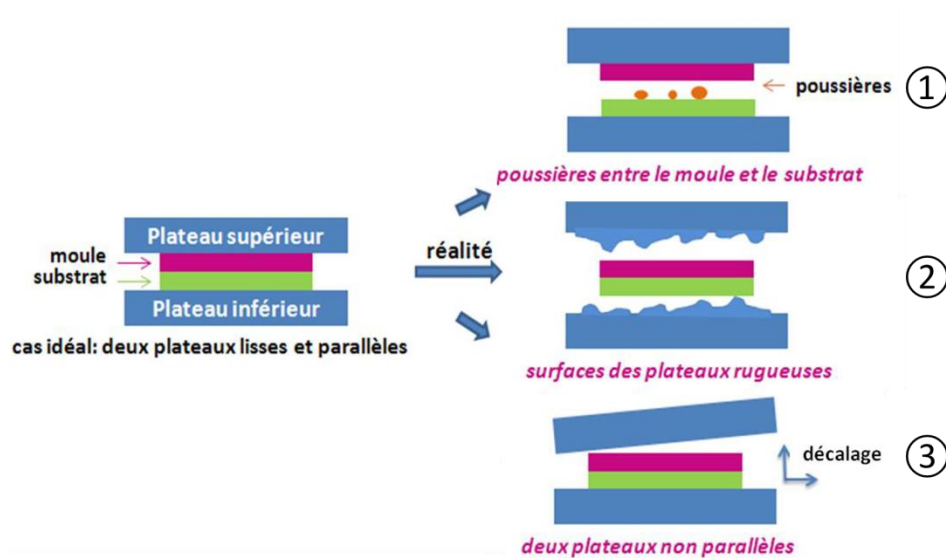 poussières
①
poussières entre le moule et le substrat
Plateau supérieur
moule
substrat
Plateau inférieur
cas idéal: deux plateaux lisses et parallèles
réalité
②
surfaces des plateaux rugueuses
décalage
③
deux plateaux non parallèles